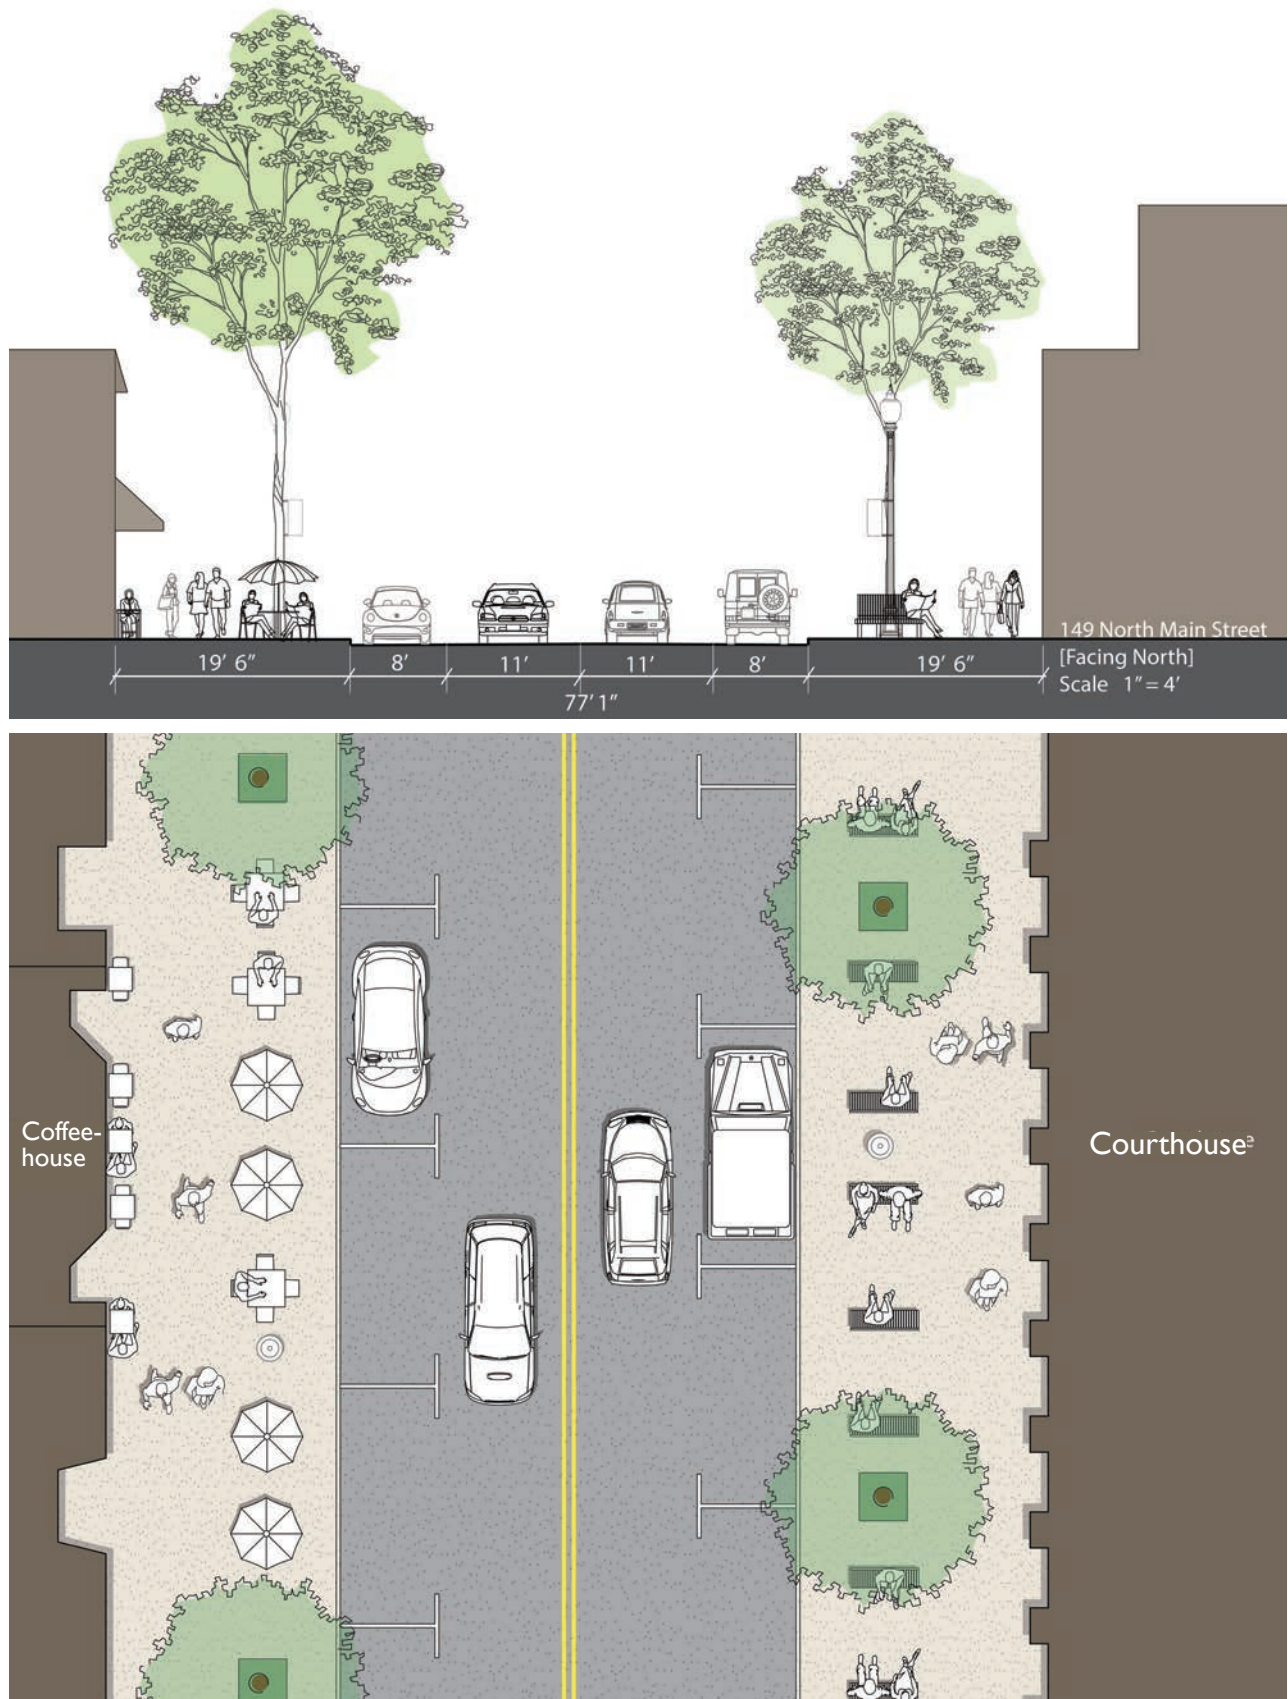 149 North Main Street
[Facing North]
Scale 1" = 4'
19' 6"
8'
11'
11'
8'
19' 6"
77' 1"
Coffee-
house
Courthouse